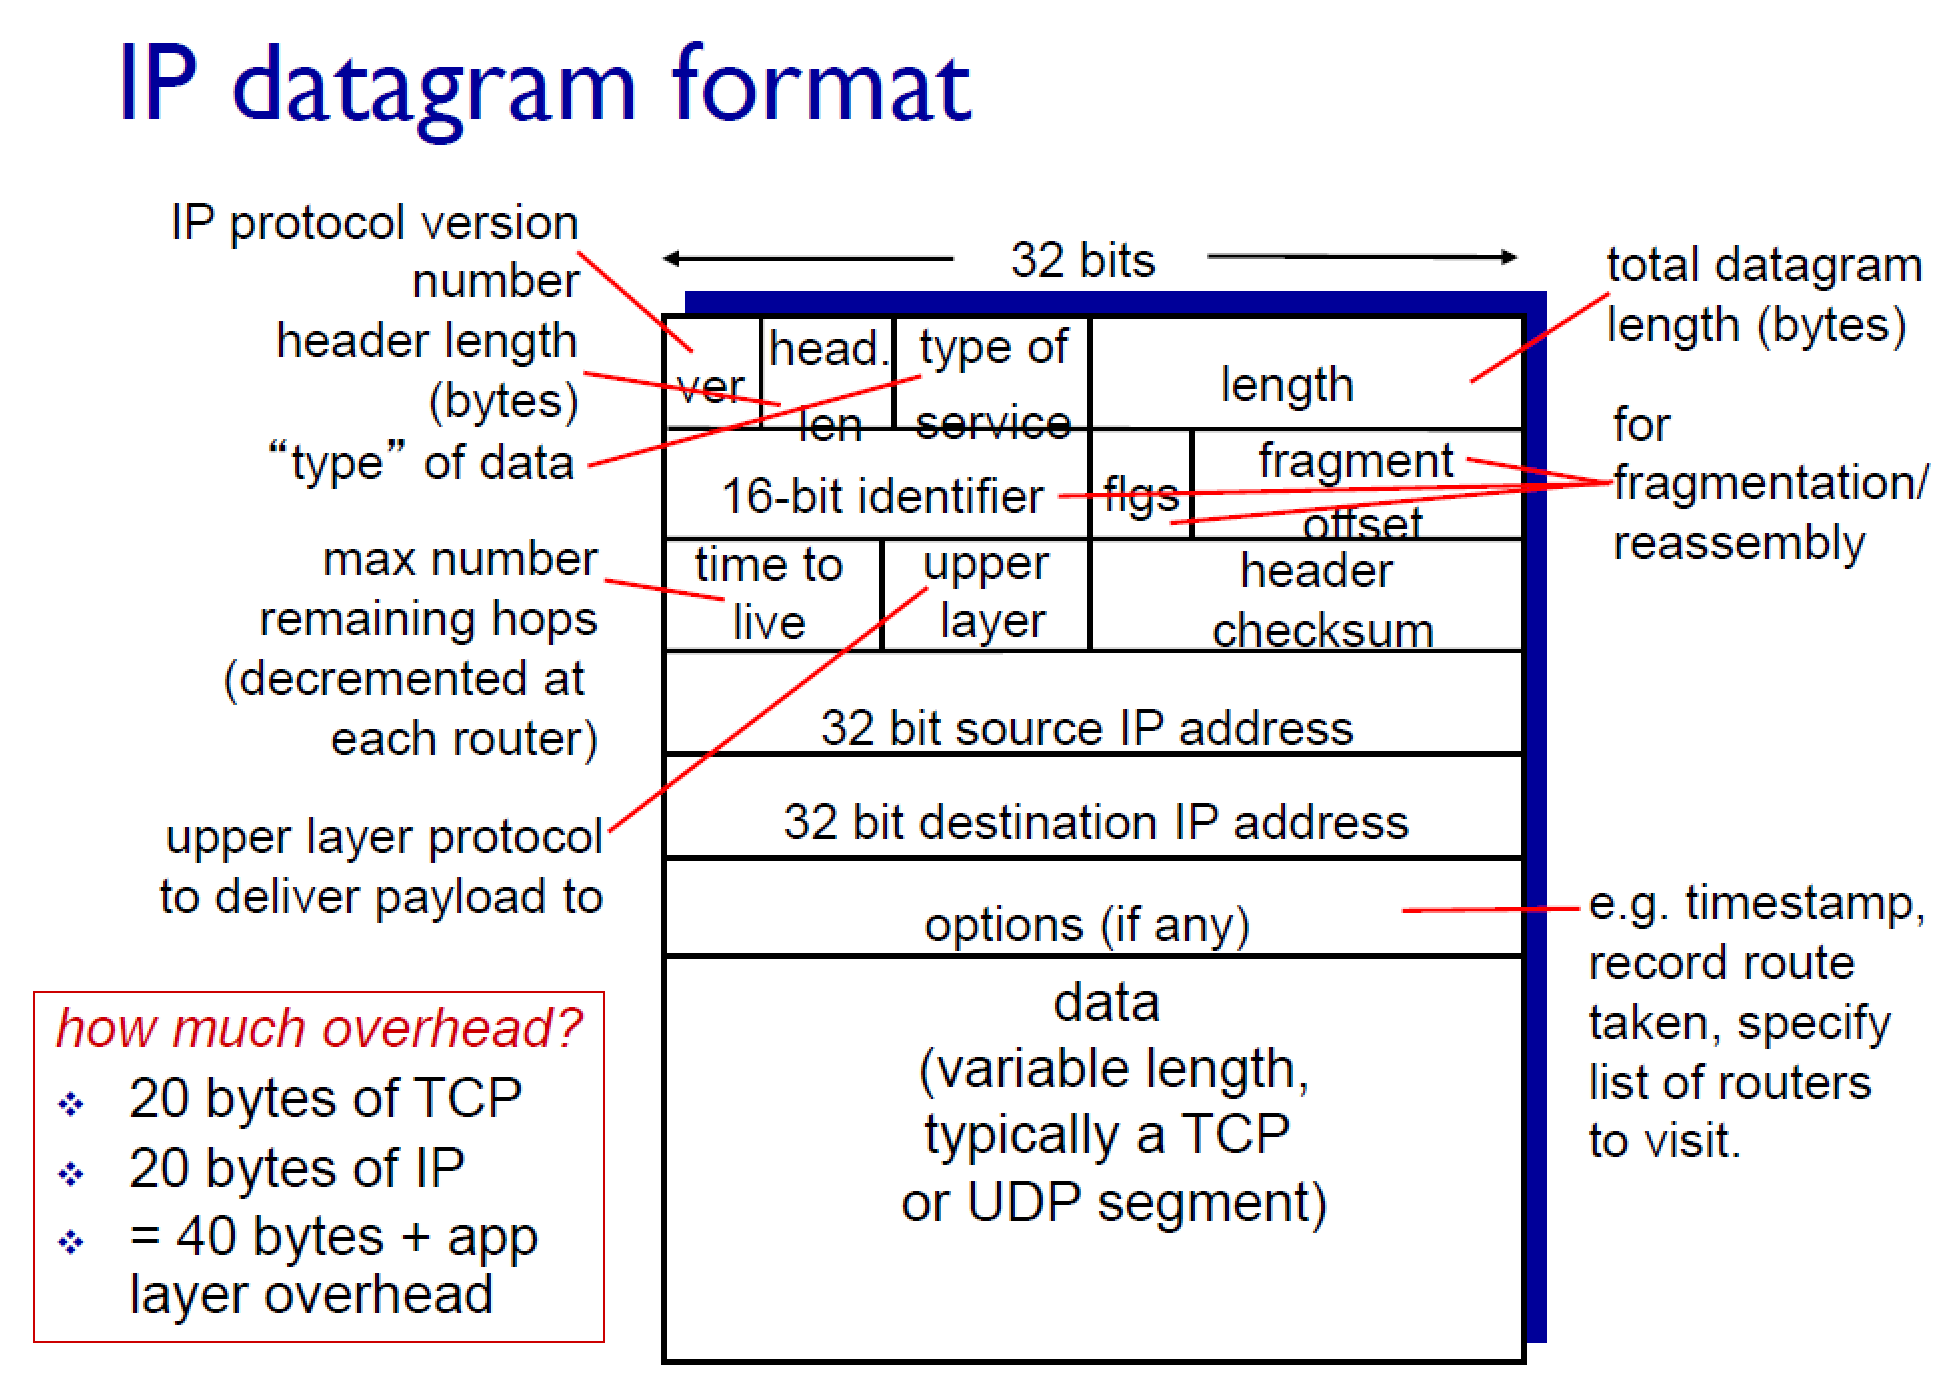 IP datagram format
IP protocol version
number
header length
(bytes)
“type” of data
max number
remaining hops
(decremented at
each router)
upper layer protocol
to deliver payload to
how much overhead?
❖ 20 bytes of TCP
❖ 20 bytes of IP
❖ = 40 bytes + app
layer overhead
32 bits
ver
head.
len
type of
service
length
16-bit identifier
flgs
fragment
offset
time to
live
upper
layer
header
checksum
32 bit source IP address
32 bit destination IP address
options (if any)
data
(variable length,
typically a TCP
or UDP segment)
total datagram
length (bytes)
for
fragmentation/
reassembly
e.g. timestamp,
record route
taken, specify
list of routers
to visit.